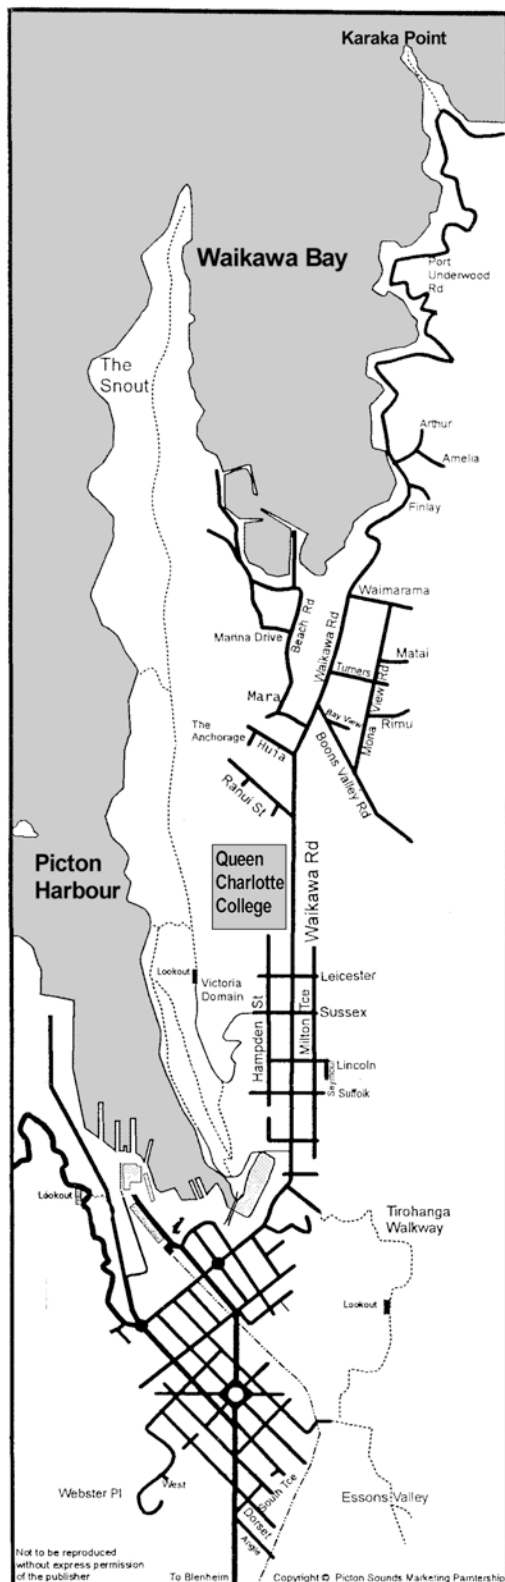 Karaka Point
Waikawa Bay
Port
Underwood
Rd
The
Snout
Arthur
Amelia
Finlay
Waimarama
Beach Rd
Waikawa Rd
Marina Drive
Matai
Turners
Mona View Rd
Mara
Bay View
Rimu
The
Anchorage
Huia
Boons Valley Rd
Ranui St
Picton
Harbour
Queen
Charlotte
College
Waikawa Rd
Lookout
Victoria
Domain
Leicester
Hampden St
Milton Tce
Sussex
Lincoln
Seymour
Suffolk
Lookout
i
Tirohanga
Walkway
Lookout
Webster Pl
West
South Tce
Dorset
Angle
Essons Valley
Not to be reproduced
without express permission
of the publisher
To Blenheim
Copyright © Picton Sounds Marketing Parntership